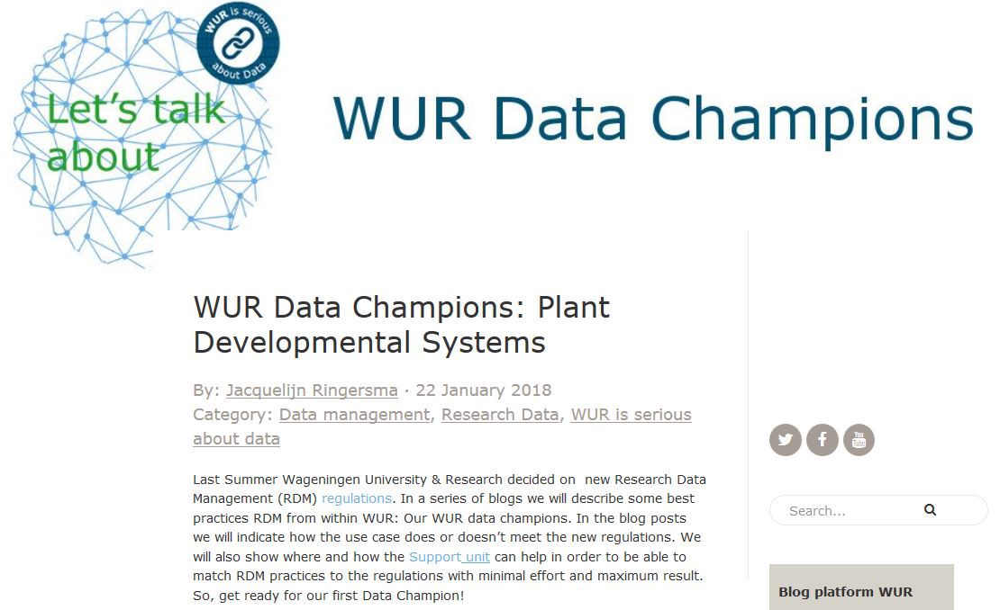 WUR is serious
about Data
Let's talk
about
WUR Data Champions
WUR Data Champions: Plant
Developmental Systems
By: Jacquelijn Ringersma · 22 January 2018
Category: Data management, Research Data, WUR is serious
about data
Last Summer Wageningen University & Research decided on  new Research Data
Management (RDM) regulations. In a series of blogs we will describe some best
practices RDM from within WUR: Our WUR data champions. In the blog posts
we will indicate how the use case does or doesn't meet the new regulations. We
will also show where and how the Support unit can help in order to be able to
match RDM practices to the regulations with minimal effort and maximum result.
So, get ready for our first Data Champion!
You Tube
Search...
Blog platform WUR